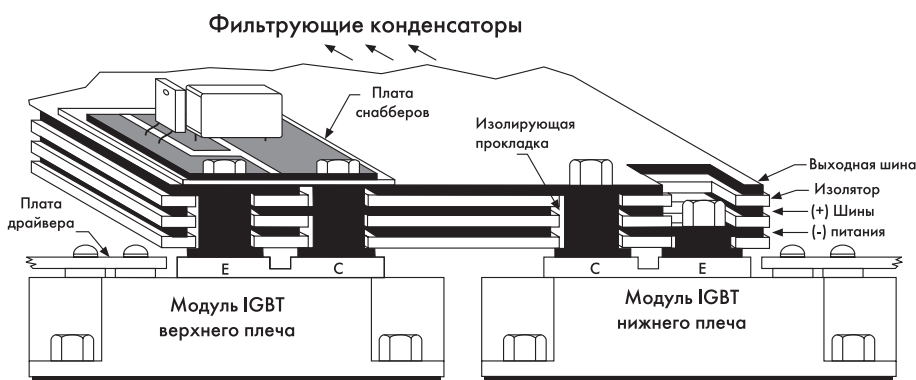 Фильтрующие конденсаторы
Плата
снабберов
Изолирующая
прокладка
Выходная шина
Изолятор
(+) Шины
(-) питания
Плата
драйвера
E
C
C
E
Модуль IGBT
верхнего плеча
Модуль IGBT
нижнего плеча